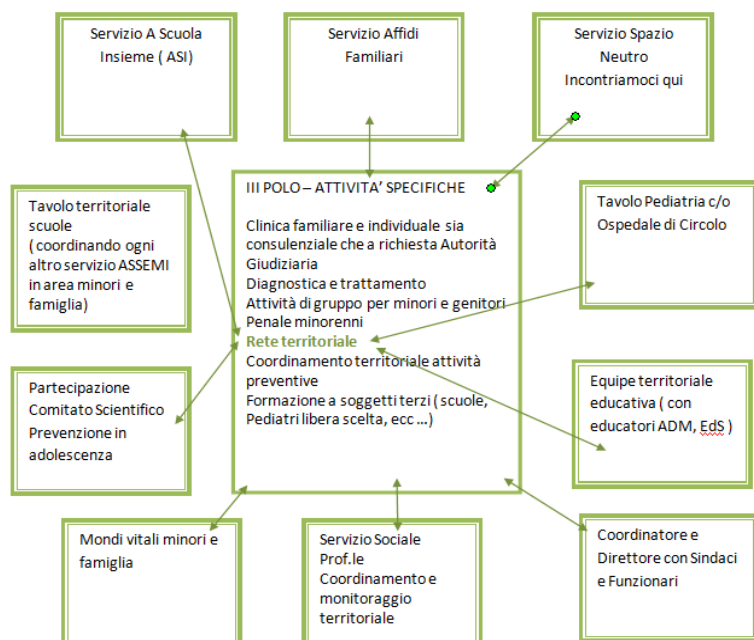 Servizio A Scuola
Insieme ( ASI)
Servizio Affidi
Familiari
Servizio Spazio
Neutro
Incontriamoci qui
Tavolo territoriale
scuole
( coordinando ogni
altro servizio ASSEMI
in area minori e
famiglia)
III POLO – ATTIVITA’ SPECIFICHE
Clinica familiare e individuale sia
consulenziale che a richiesta Autorità
Giudiziaria
Diagnostica e trattamento
Attività di gruppo per minori e genitori
Penale minorenni
Rete territoriale
Coordinamento territoriale attività
preventive
Formazione a soggetti terzi ( scuole,
Pediatri libera scelta, ecc ...)
Tavolo Pediatria c/o
Ospedale di Circolo
Partecipazione
Comitato Scientifico
Prevenzione in
adolescenza
Equipe territoriale
educativa ( con
educatori ADM, EdS )
Mondi vitali minori e
famiglia
Servizio Sociale
Prof.le
Coordinamento e
monitoraggio
territoriale
Coordinatore e
Direttore con Sindaci
e Funzionari